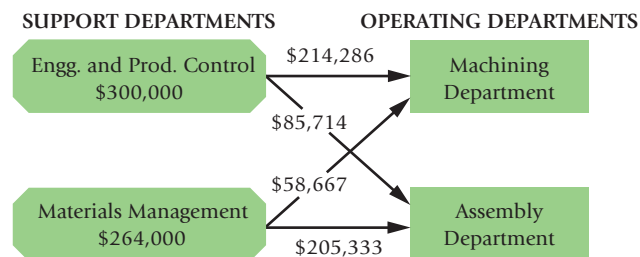 SUPPORT DEPARTMENTS
OPERATING DEPARTMENTS
Engg. and Prod. Control
$300,000
$214,286
Machining
Department
$85,714
$58,667
Materials Management
$264,000
$205,333
Assembly
Department